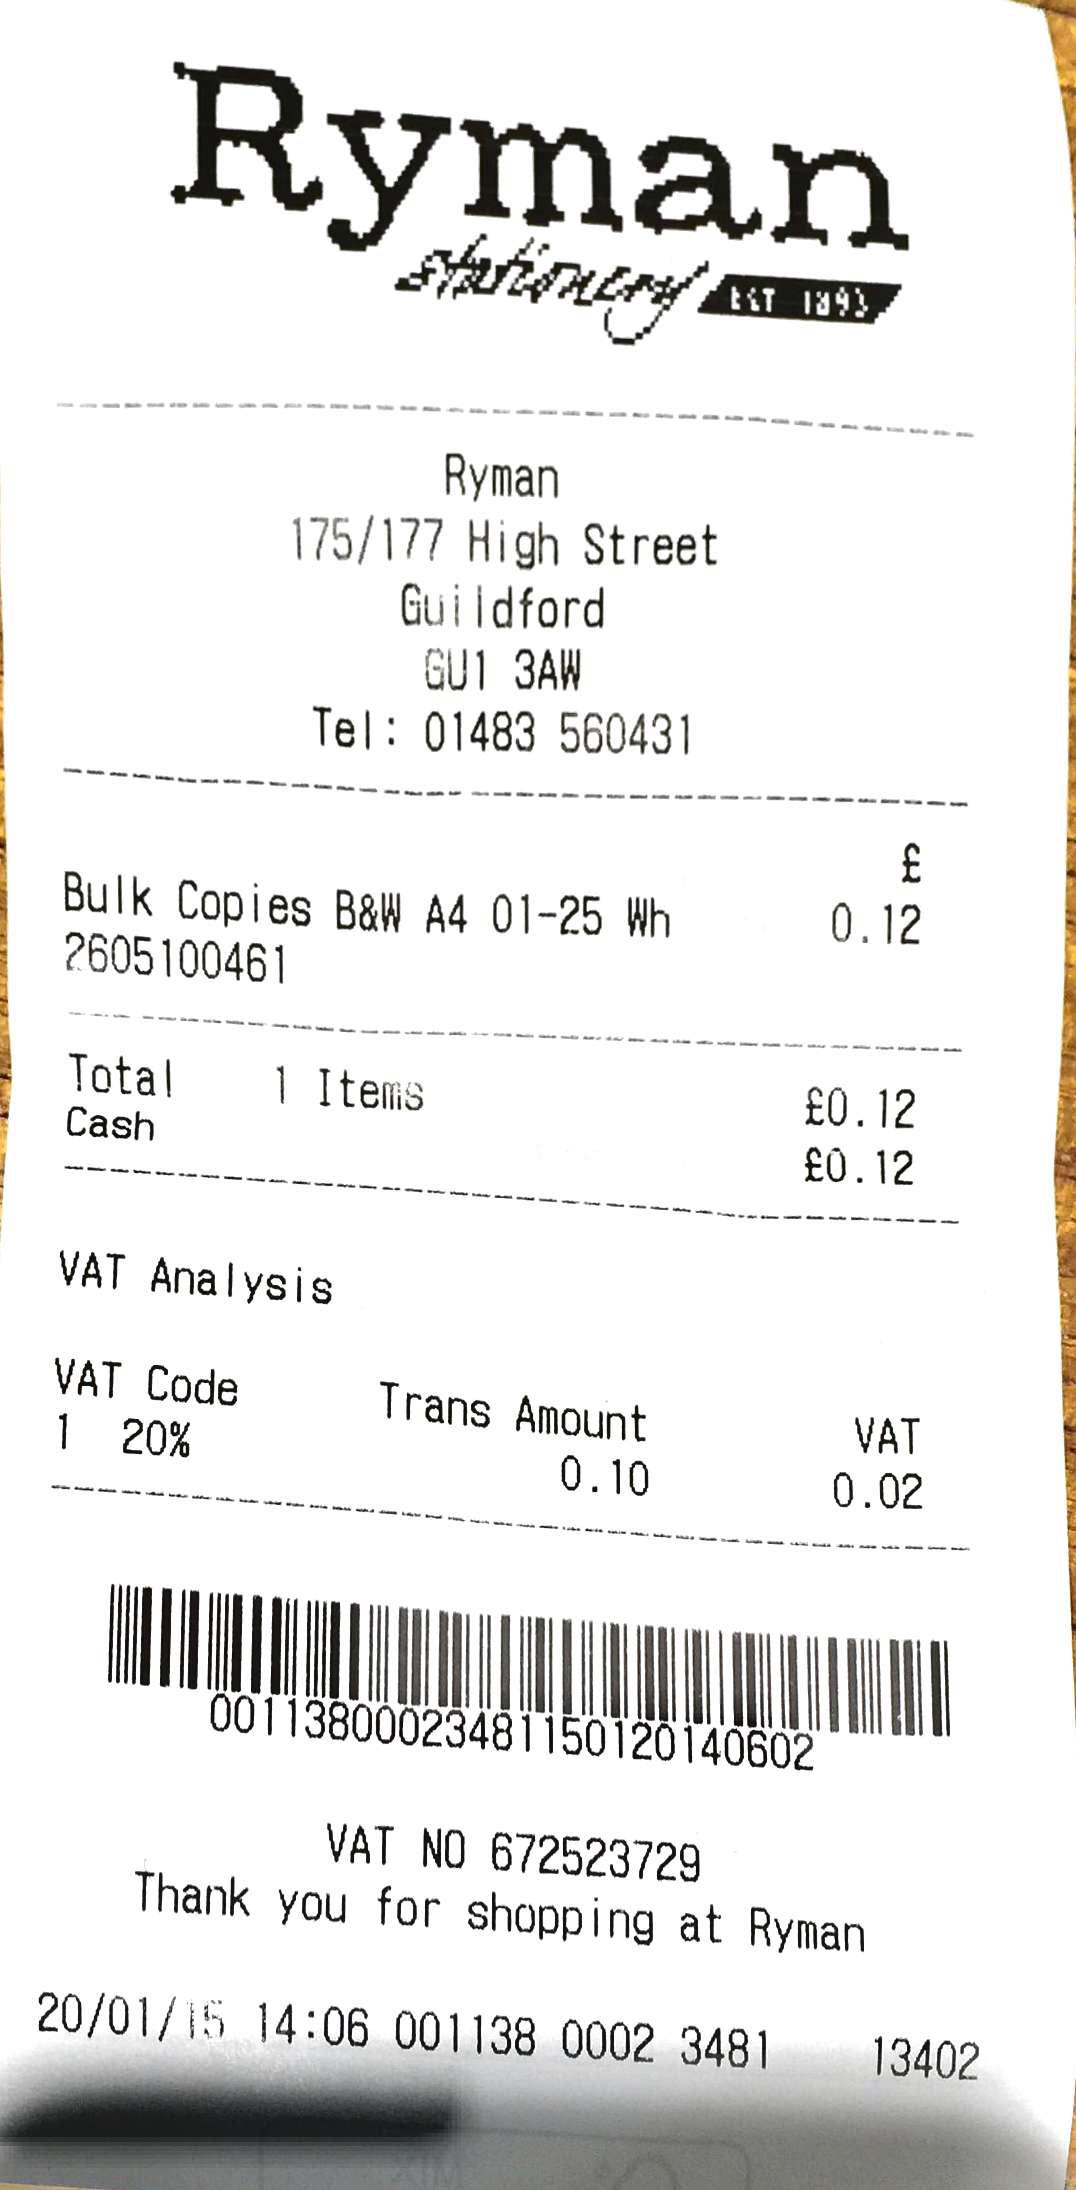 Ryman
stationery EST 1893
Ryman
175/177 High Street
Guildford
GU1 3AW
Tel: 01483 560431
£
Bulk Copies B&W A4 01-25 Wh 0.12
2605100461
Total 1 Items £0.12
Cash £0.12
VAT Analysis
VAT Code Trans Amount VAT
1 20% 0.10 0.02
00113800023481150120140602
VAT NO 672523729
Thank you for shopping at Ryman
20/01/15 14:06 001138 0002 3481 13402